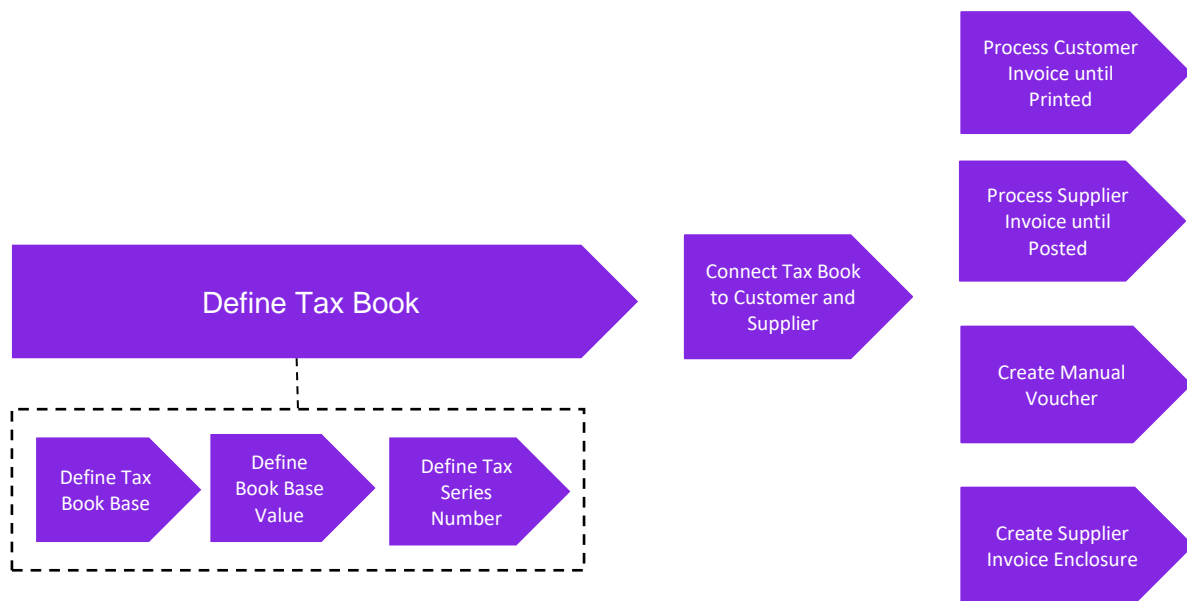 Define Tax Book
Define Tax
Book Base
Define
Book Base
Value
Define Tax
Series
Number
Connect Tax Book
to Customer and
Supplier
Process Customer
Invoice until
Printed
Process Supplier
Invoice until
Posted
Create Manual
Voucher
Create Supplier
Invoice Enclosure